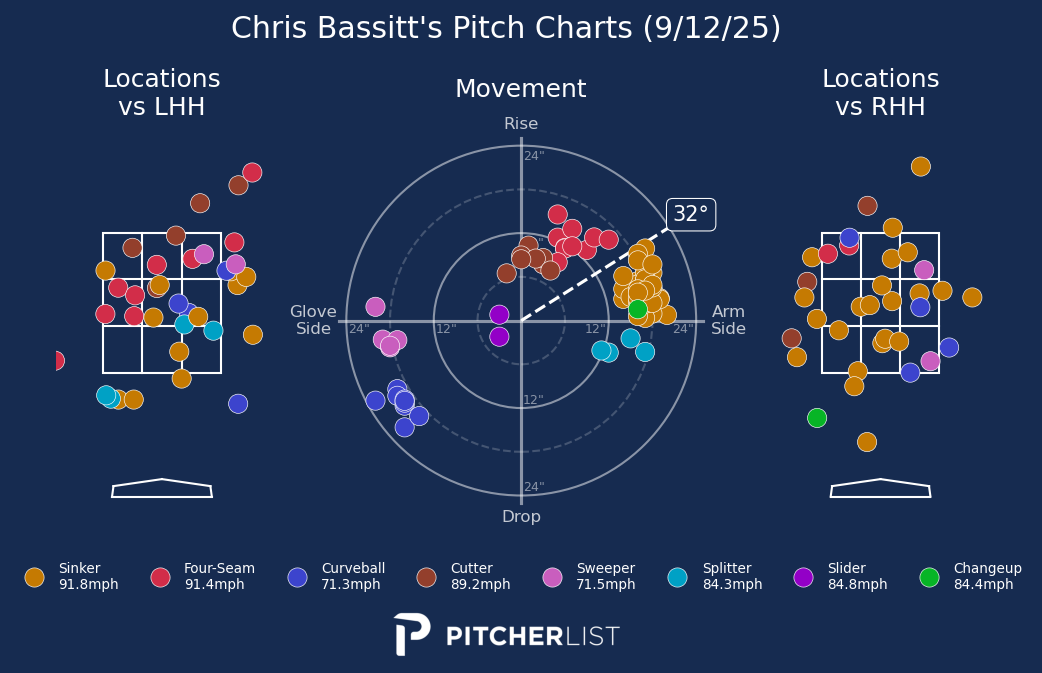 Chris Bassitt's Pitch Charts (9/12/25)
Locations
vs LHH
Movement
Locations
vs RHH
Rise
24"
32°
Glove
Side
24"
12"
12"
24"
Arm
Side
12"
24"
Drop
Sinker
91.8mph
Four-Seam
91.4mph
Curveball
71.3mph
Cutter
89.2mph
Sweeper
71.5mph
Splitter
84.3mph
Slider
84.8mph
Changeup
84.4mph
PITCHERLIST